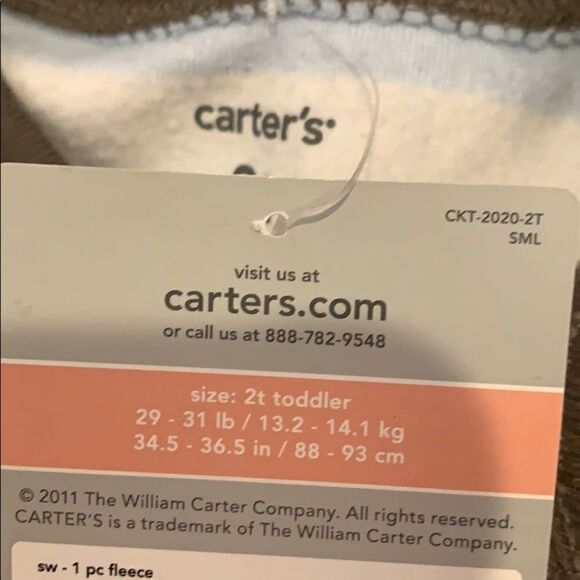 carter's
CKT-2020-2T
SML
visit us at
carters.com
or call us at 888-782-9548
size: 2t toddler
29 - 31 lb / 13.2 - 14.1 kg
34.5 - 36.5 in / 88 - 93 cm
© 2011 The William Carter Company. All rights reserved.
CARTER'S is a trademark of The William Carter Company.
sw - 1 pc fleece